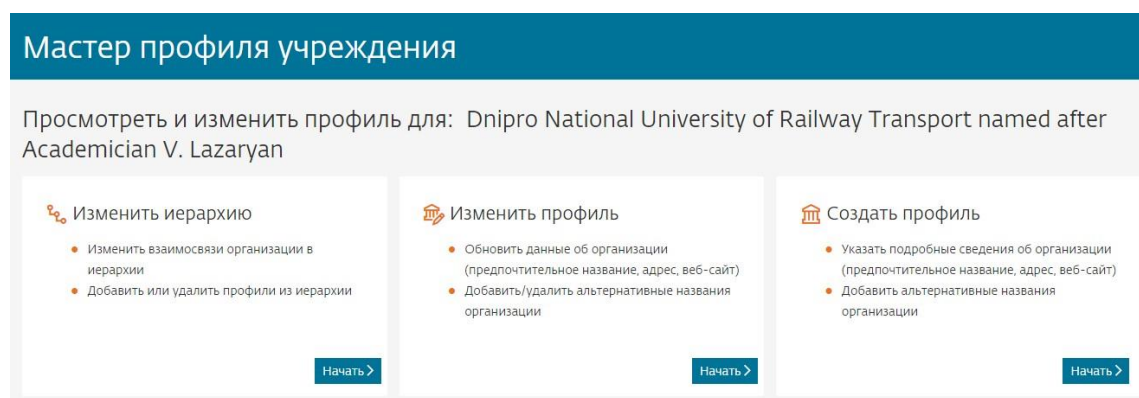 Мастер профиля учреждения
Просмотреть и изменить профиль для: Dnipro National University of Railway Transport named after
Academician V. Lazaryan
Изменить иерархию
Изменить взаимосвязи организации в
иерархии
Добавить или удалить профили из иерархии
Начать
Изменить профиль
Обновить данные об организации
(предпочтительное название, адрес, веб-сайт)
Добавить/удалить альтернативные названия
организации
Начать
Создать профиль
Указать подробные сведения об организации
(предпочтительное название, адрес, веб-сайт)
Добавить альтернативные названия
организации
Начать